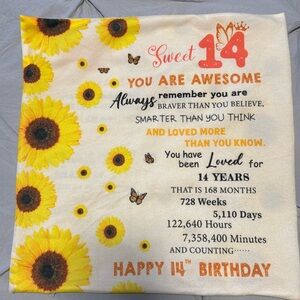 Sweet 14
YOU ARE AWESOME
Always remember you are
BRAVER THAN YOU BELIEVE,
SMARTER THAN YOU THINK
AND LOVED MORE
THAN YOU KNOW.
You have
been Loved for
14 YEARS
THAT IS 168 MONTHS
728 Weeks
5,110 Days
122,640 Hours
7,358,400 Minutes
AND COUNTING······
HAPPY 14TH BIRTHDAY